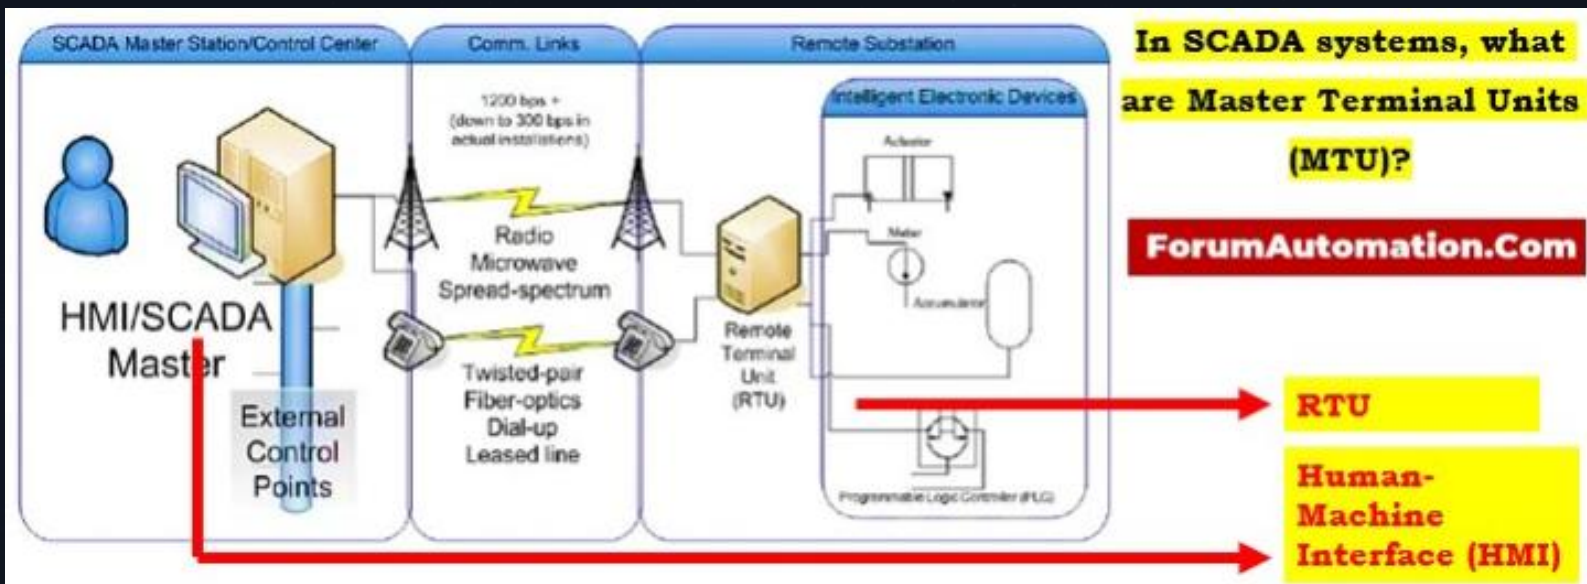 SCADA Master Station/Control Center
HMI/SCADA
Master
External
Control
Points
Comm. Links
1200 bps +
(down to 300 bps in
actual installations)
Radio
Microwave
Spread-spectrum
Twisted-pair
Fiber-optics
Dial-up
Leased line
Remote Substation
Remote
Terminal
Unit
(RTU)
Intelligent Electronic Devices
Actuator
Meter
Accumulator
Programmable Logic Controller (PLC)
In SCADA systems, what
are Master Terminal Units
(MTU)?
ForumAutomation.Com
RTU
Human-
Machine
Interface (HMI)